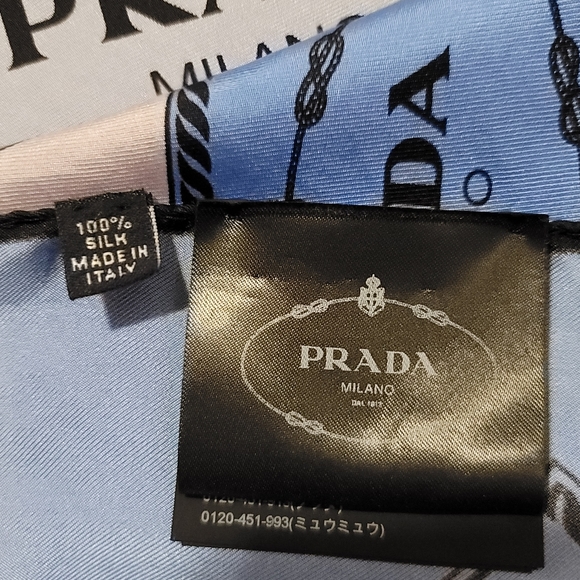 PRADA
MILANO
DA
O
100%
SILK
MADE IN
ITALY
PRADA
MILANO
DAL 1913
0120-451-993(ミュウミュウ)